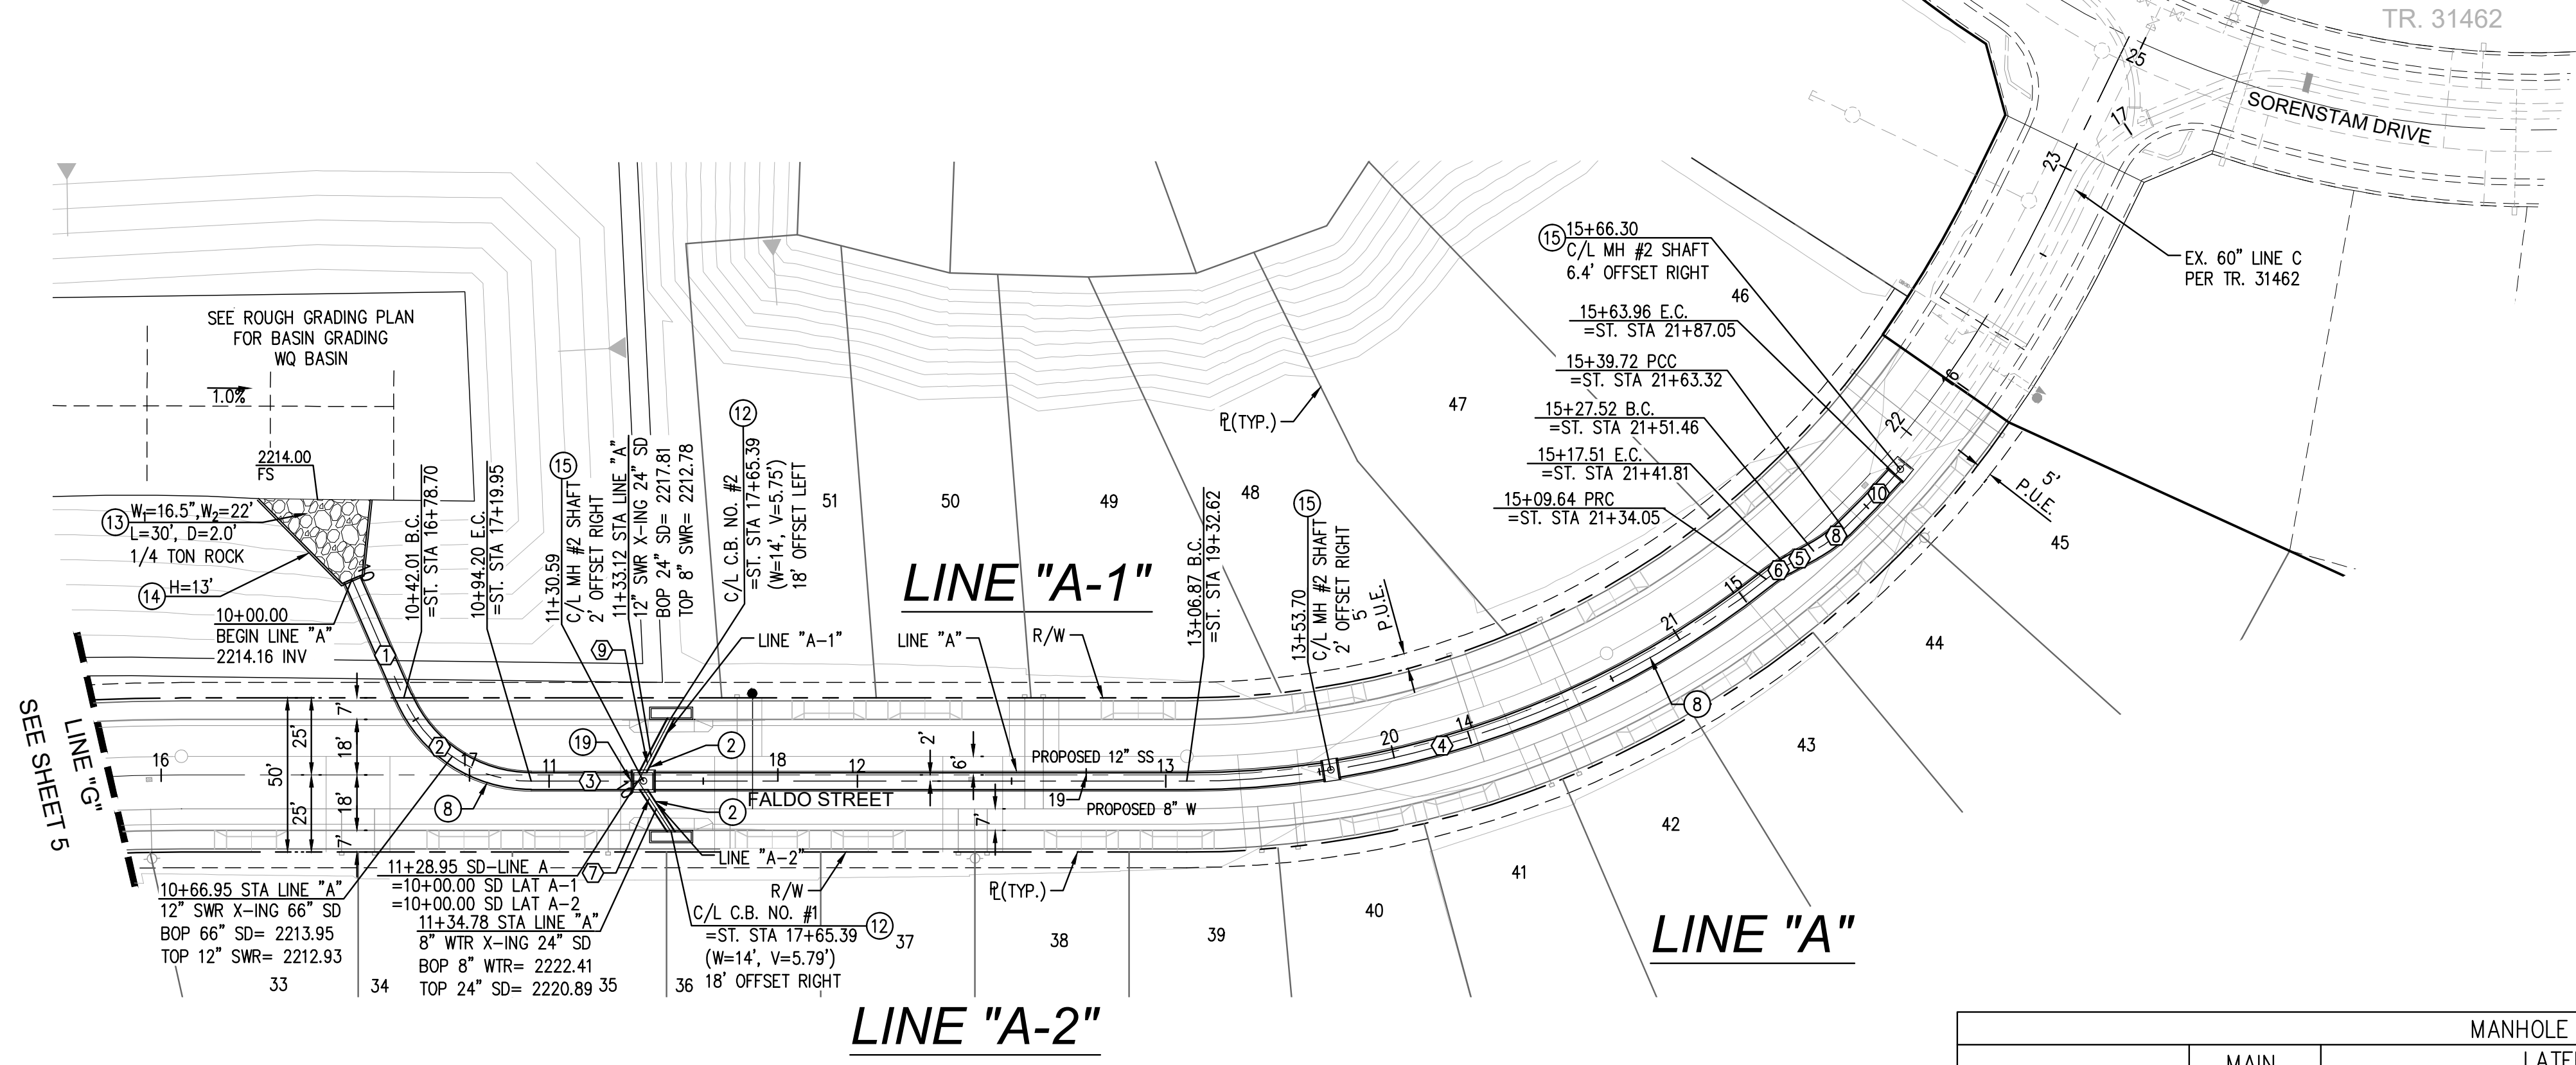 TR. 31462
25
SORENSTAM DRIVE
17
23
EX. 60" LINE C
PER TR. 31462
15
15+66.30
C/L MH #2 SHAFT
6.4' OFFSET RIGHT
46
15+63.96 E.C.
=ST. STA 21+87.05
15+39.72 PCC
=ST. STA 21+63.32
15+27.52 B.C.
=ST. STA 21+51.46
15+17.51 E.C.
=ST. STA 21+41.81
15+09.64 PRC
=ST. STA 21+34.05
16
22
10
8
5
6
5'
P.U.E.
45
44
43
42
41
40
39
38
37
SEE ROUGH GRADING PLAN
FOR BASIN GRADING
WQ BASIN
1.0%
2214.00
FS
13
W1=16.5", W2=22'
L=30', D=2.0'
1/4 TON ROCK
14
H=13'
10+00.00
BEGIN LINE "A"
2214.16 INV
10
1
10+42.01 B.C.
=ST. STA 16+78.70
10+94.20 E.C.
=ST. STA 17+19.95
15
11+30.59
C/L MH #2 SHAFT
2' OFFSET RIGHT
11+33.12 STA LINE "A"
12" SWR X-ING 24" SD
BOP 24" SD= 2217.81
TOP 8" SWR= 2212.78
12
C/L C.B. NO. #2
=ST. STA 17+65.39
(W=14', V=5.75')
18' OFFSET LEFT
51
50
49
48
47
℄(TYP.)
LINE "A-1"
9
LINE "A-1"
LINE "A"
R/W
13+06.87 B.C.
=ST. STA 19+32.62
15
13+53.70
C/L MH #2 SHAFT
2' OFFSET RIGHT
5'
P.U.E.
15
21
8
14
20
4
SEE SHEET 5
LINE "G"
16
50'
25'
25'
7'
18'
18'
7'
2
17
8
11
3
19
2
18
12
2'
6'
PROPOSED 12" SS
13
FALDO STREET
19
7'
PROPOSED 8" W
2
LINE "A-2"
R/W
7
10+66.95 STA LINE "A"
12" SWR X-ING 66" SD
BOP 66" SD= 2213.95
TOP 12" SWR= 2212.93
11+28.95 SD-LINE A
=10+00.00 SD LAT A-1
=10+00.00 SD LAT A-2
11+34.78 STA LINE "A"
8" WTR X-ING 24" SD
BOP 8" WTR= 2222.41
TOP 24" SD= 2220.89
C/L C.B. NO. #1
=ST. STA 17+65.39
12
(W=14', V=5.79')
18' OFFSET RIGHT
(TYP.)
33
34
35
36
LINE "A"
LINE "A-2"
MANHOLE
MAIN